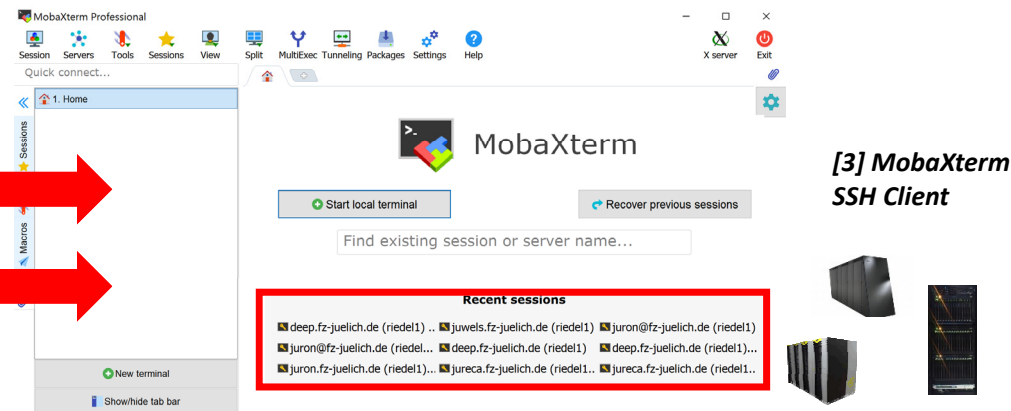 MobaXterm Professional
Session Servers Tools Sessions View Split MultiExec Tunneling Packages Settings Help X server Exit
Quick connect...
1. Home
Sessions
Macros
MobaXterm
Start local terminal
Recover previous sessions
Find existing session or server name...
Recent sessions
deep.fz-juelich.de (riedel1) .. juwels.fz-juelich.de (riedel1) juron@fz-juelich.de (riedel1)
juron@fz-juelich.de (riedel... deep.fz-juelich.de (riedel1) deep.fz-juelich.de (riedel1)...
juron.fz-juelich.de (riedel1)... jureca.fz-juelich.de (riedel1.. jureca.fz-juelich.de (riedel1..
New terminal
Show/hide tab bar
[3] MobaXterm
SSH Client